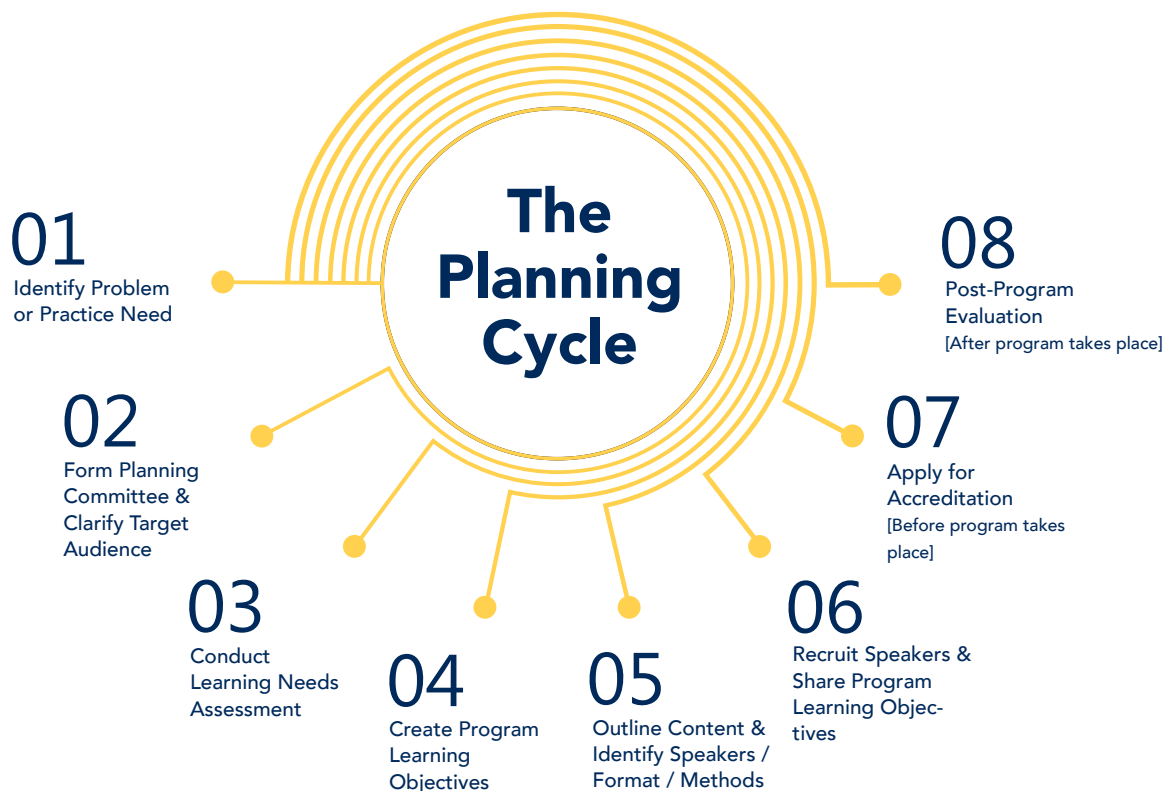 The
Planning
Cycle
01
Identify Problem
or Practice Need
02
Form Planning
Committee &
Clarify Target
Audience
03
Conduct
Learning Needs
Assessment
04
Create Program
Learning
Objectives
05
Outline Content &
Identify Speakers /
Format / Methods
06
Recruit Speakers &
Share Program
Learning Objec-
tives
07
Apply for
Accreditation
[Before program takes
place]
08
Post-Program
Evaluation
[After program takes place]